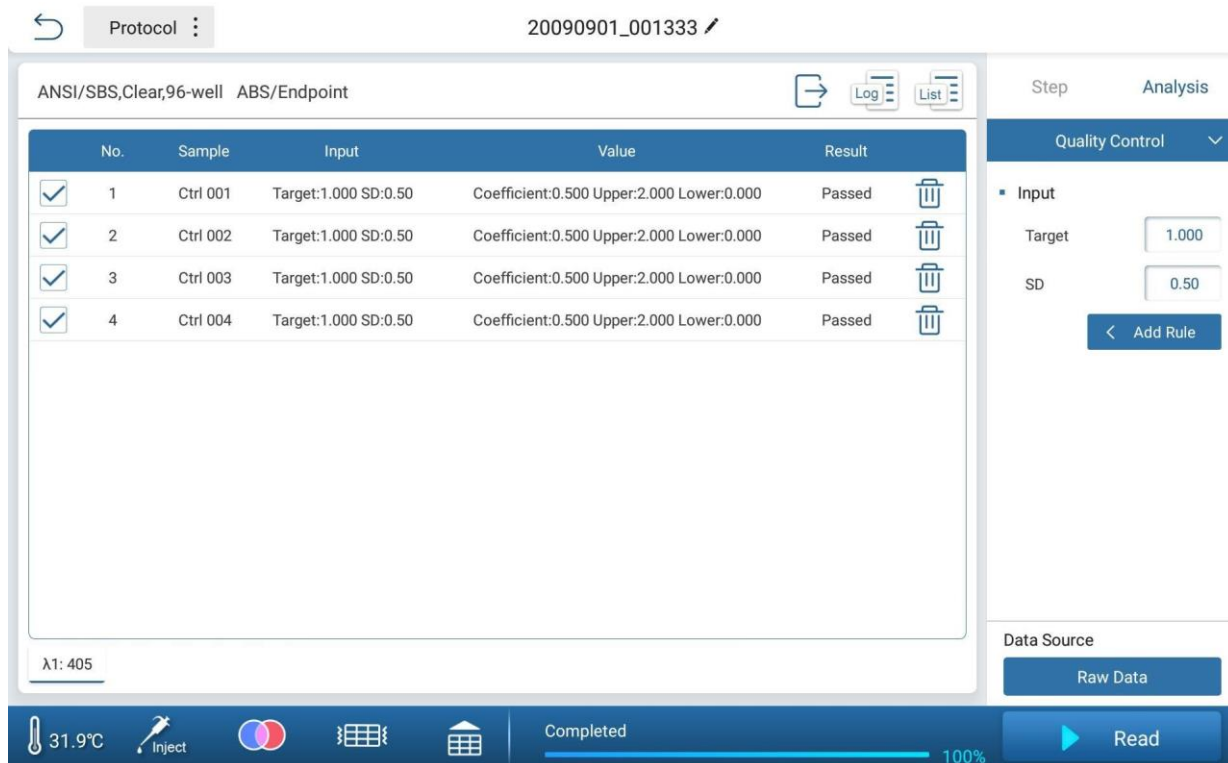 Protocol
20090901_001333
ANSI/SBS,Clear,96-well ABS/Endpoint
Log
List
Step Analysis
No. Sample Input Value Result
Quality Control
1 Ctrl 001 Target:1.000 SD:0.50 Coefficient:0.500 Upper:2.000 Lower:0.000 Passed
2 Ctrl 002 Target:1.000 SD:0.50 Coefficient:0.500 Upper:2.000 Lower:0.000 Passed
3 Ctrl 003 Target:1.000 SD:0.50 Coefficient:0.500 Upper:2.000 Lower:0.000 Passed
4 Ctrl 004 Target:1.000 SD:0.50 Coefficient:0.500 Upper:2.000 Lower:0.000 Passed
Input
Target 1.000
SD 0.50
Add Rule
Data Source
Raw Data
λ1: 405
31.9℃
Inject
Completed
100%
Read